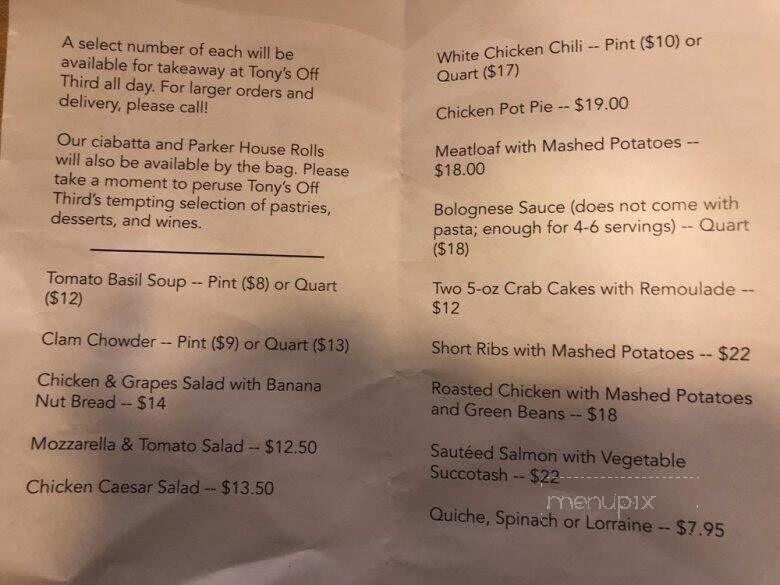 A select number of each will be
available for takeaway at Tony's Off
Third all day. For larger orders and
delivery, please call!
Our ciabatta and Parker House Rolls
will also be available by the bag. Please
take a moment to peruse Tony's Off
Third's tempting selection of pastries,
desserts, and wines.
Tomato Basil Soup -- Pint ($8) or Quart
($12)
Clam Chowder -- Pint ($9) or Quart ($13)
Chicken & Grapes Salad with Banana
Nut Bread -- $14
Mozzarella & Tomato Salad -- $12.50
Chicken Caesar Salad -- $13.50
White Chicken Chili -- Pint ($10) or
Quart ($17)
Chicken Pot Pie -- $19.00
Meatloaf with Mashed Potatoes --
$18.00
Bolognese Sauce (does not come with
pasta; enough for 4-6 servings) -- Quart
($18)
Two 5-oz Crab Cakes with Remoulade --
$12
Short Ribs with Mashed Potatoes -- $22
Roasted Chicken with Mashed Potatoes
and Green Beans -- $18
Sautéed Salmon with Vegetable
Succotash -- $22
menupix
Quiche, Spinach or Lorraine -- $7.95